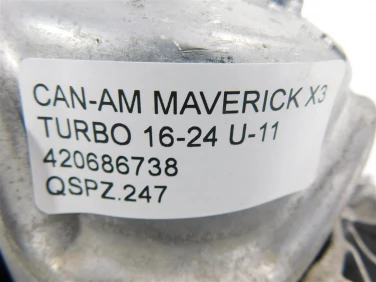 CAN-AM MAVERICK X3
TURBO 16-24 U-11
420686738
QSPZ.247